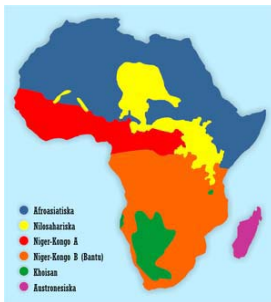 Afroasiatiska
Nilosahariska
Niger-Kongo A
Niger-Kongo B (Bantu)
Khoisan
Austronesiska